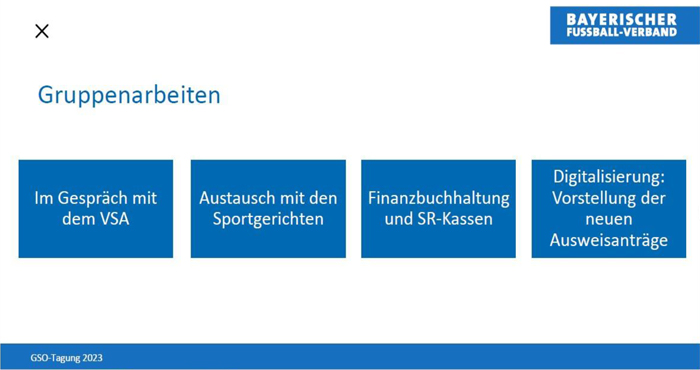 BAYERISCHER
FUSSBALL-VERBAND
Gruppenarbeiten
Im Gespräch mit
dem VSA
Austausch mit den
Sportgerichten
Finanzbuchhaltung
und SR-Kassen
Digitalisierung:
Vorstellung der
neuen
Ausweisanträge
GSO-Tagung 2023